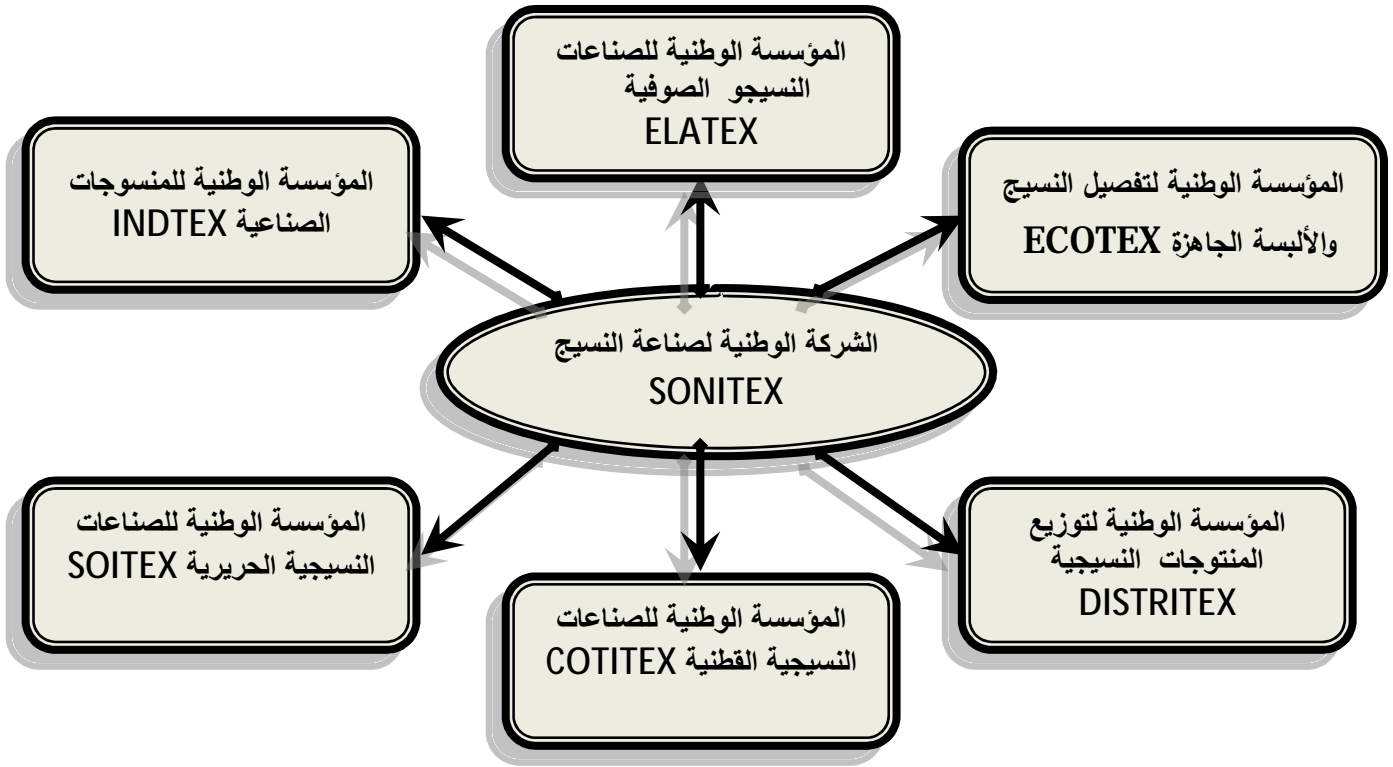 المؤسسة الوطنية للصناعات
النسيجو الصوفية
ELATEX
المؤسسة الوطنية لتفصيل النسيج
والألبسة الجاهزة ECOTEX
المؤسسة الوطنية للمنسوجات
الصناعية INDTEX
الشركة الوطنية لصناعة النسيج
SONITEX
المؤسسة الوطنية لتوزيع
المنتوجات النسيجية
DISTRITEX
المؤسسة الوطنية للصناعات
النسيجية القطنية COTITEX
المؤسسة الوطنية للصناعات
النسيجية الحريرية SOITEX